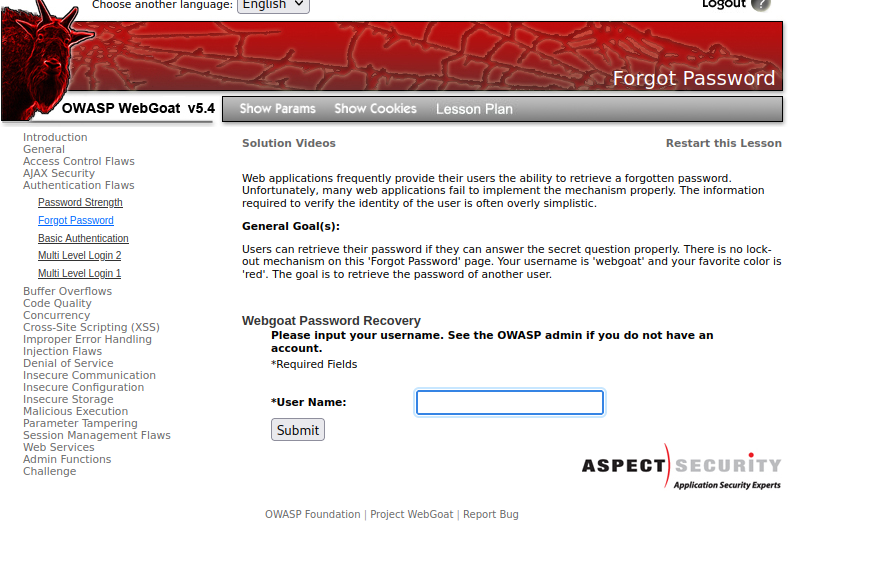 Choose another language: English
Logout ?
Forgot Password
OWASP WebGoat v5.4
Show Params Show Cookies Lesson Plan
Introduction
General
Access Control Flaws
AJAX Security
Authentication Flaws
Password Strength
Forgot Password
Basic Authentication
Multi Level Login 2
Multi Level Login 1
Buffer Overflows
Code Quality
Concurrency
Cross-Site Scripting (XSS)
Improper Error Handling
Injection Flaws
Denial of Service
Insecure Communication
Insecure Configuration
Insecure Storage
Malicious Execution
Parameter Tampering
Session Management Flaws
Web Services
Admin Functions
Challenge
Solution Videos Restart this Lesson
Web applications frequently provide their users the ability to retrieve a forgotten password.
Unfortunately, many web applications fail to implement the mechanism properly. The information
required to verify the identity of the user is often overly simplistic.
General Goal(s):
Users can retrieve their password if they can answer the secret question properly. There is no lock-
out mechanism on this 'Forgot Password' page. Your username is 'webgoat' and your favorite color is
'red'. The goal is to retrieve the password of another user.
Webgoat Password Recovery
Please input your username. See the OWASP admin if you do not have an
account.
*Required Fields
*User Name:
Submit
ASPECT SECURITY
Application Security Experts
OWASP Foundation | Project WebGoat | Report Bug